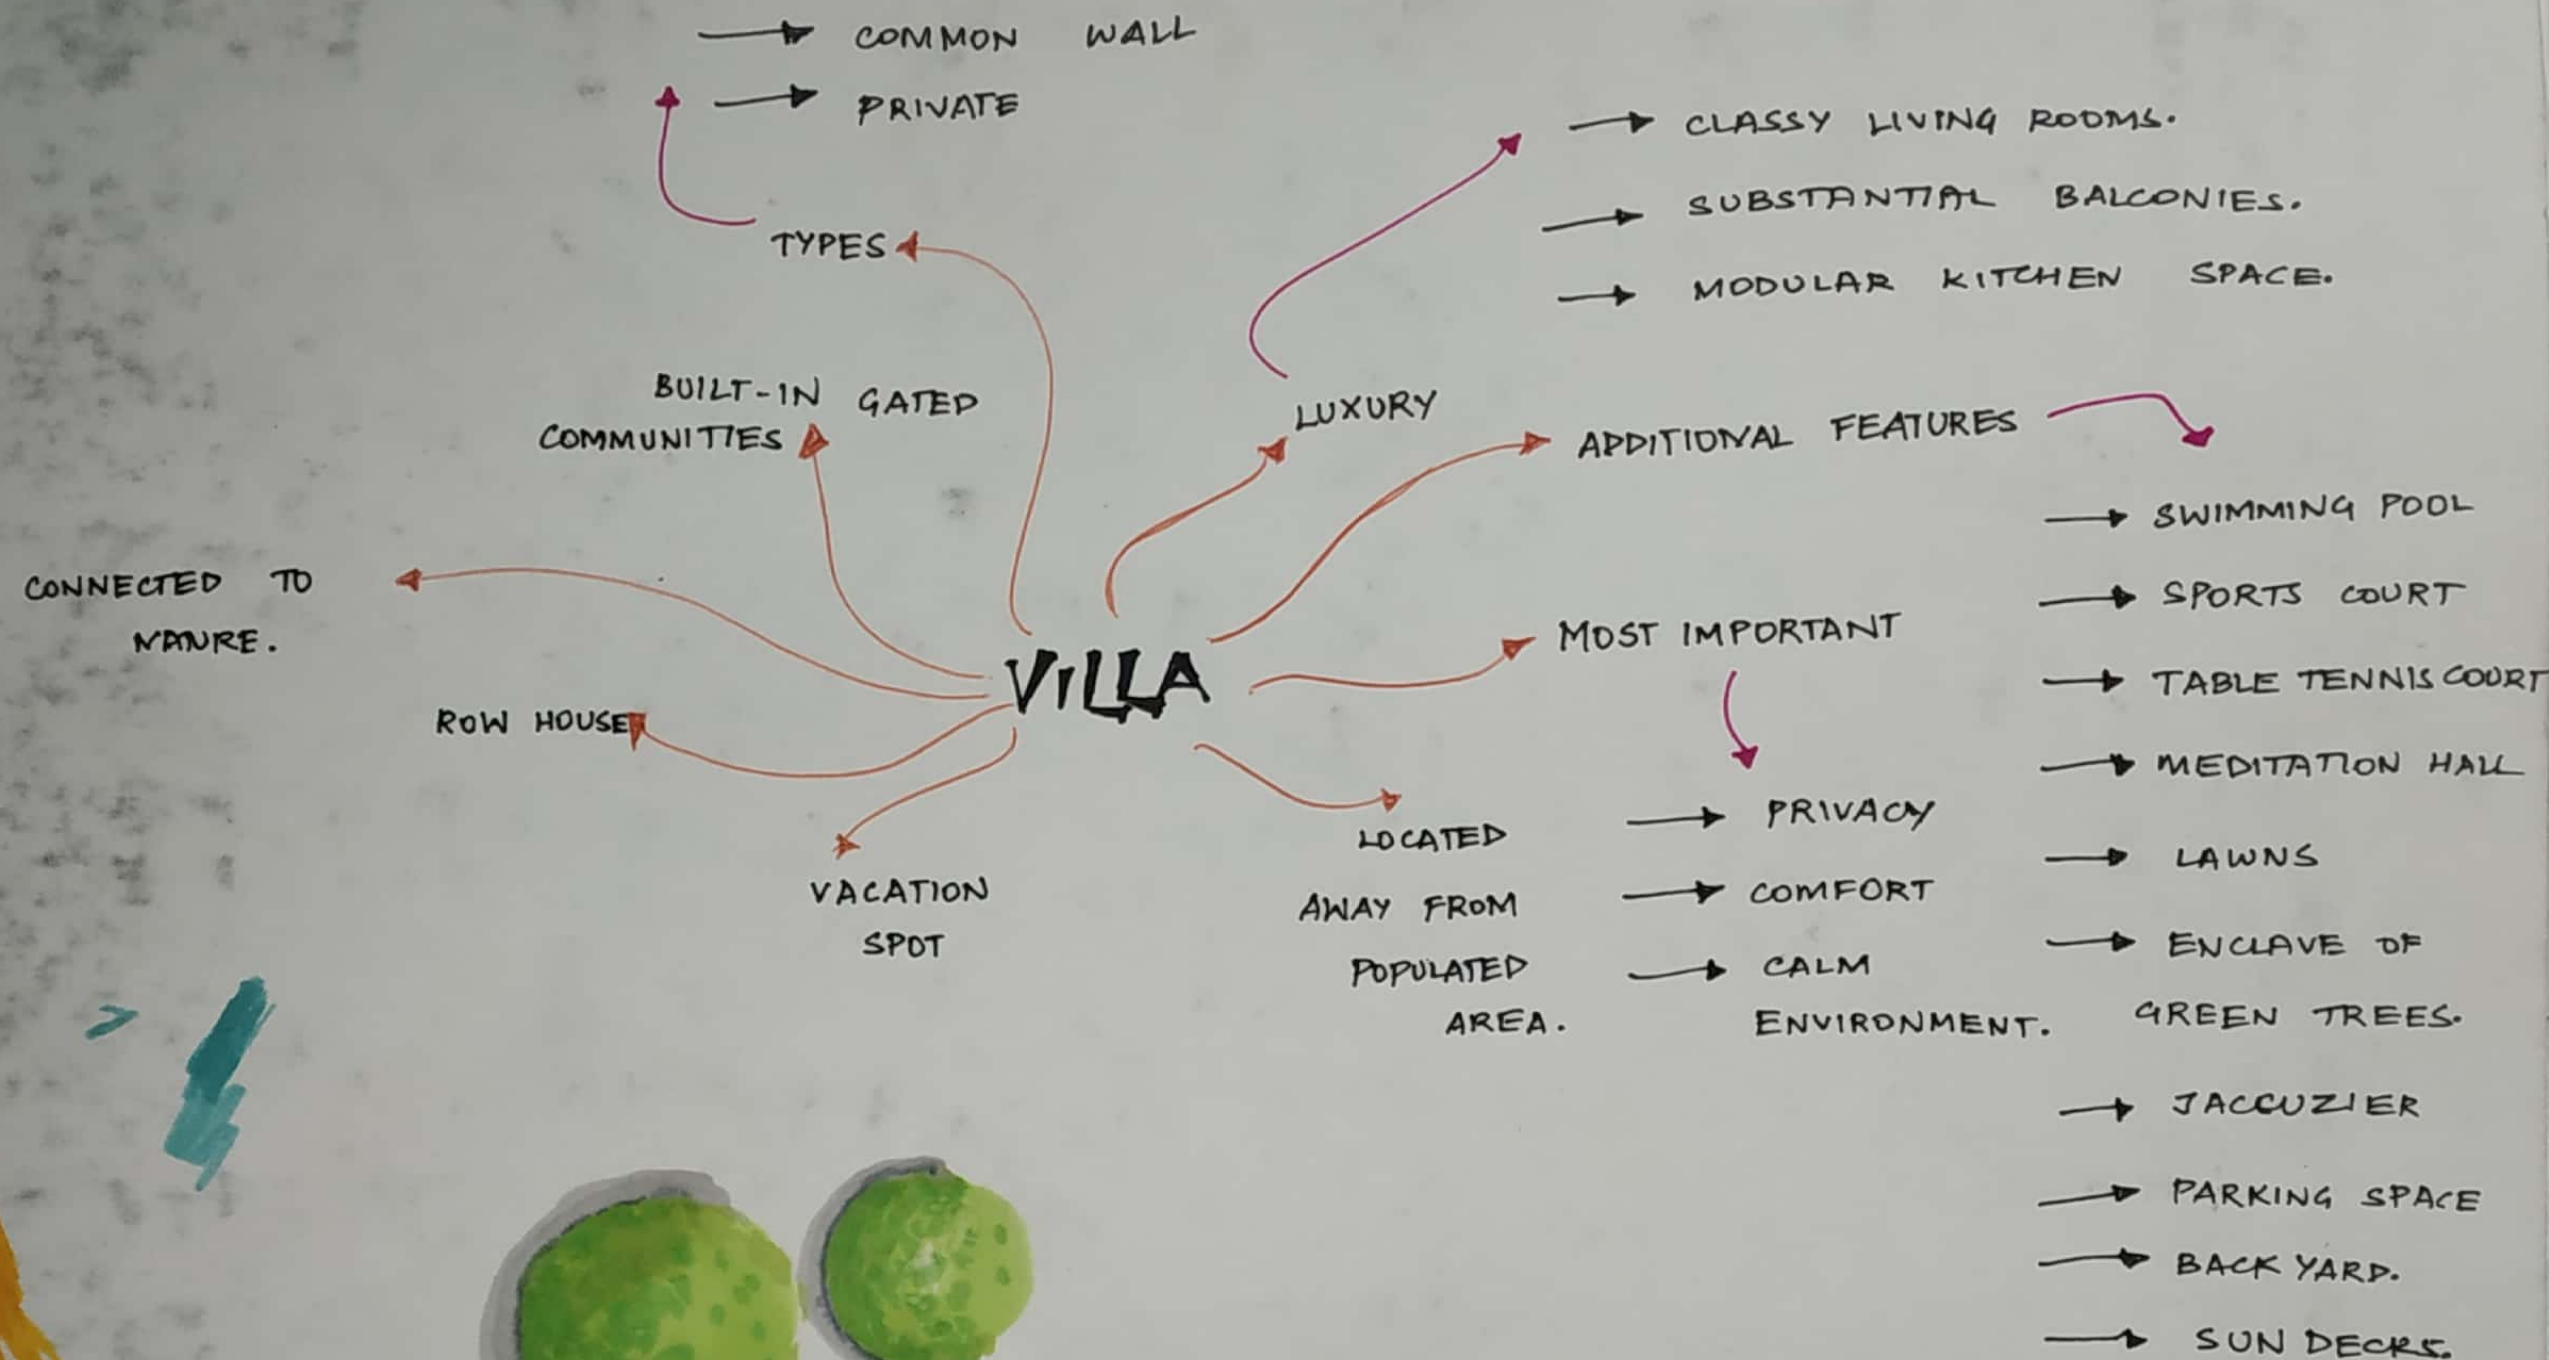 COMMON WALL
PRIVATE
TYPES
BUILT-IN GATED
COMMUNITIES
CONNECTED TO
NANRE.
ROW HOUSE
VACATION
SPOT
VILLA
LUXURY
CLASSY LIVING ROOMS.
SUBSTANTIAL BALCONIES.
MODULAR KITCHEN SPACE.
ADDITIONAL FEATURES
SWIMMING POOL
SPORTS COURT
TABLE TENNIS COURT
MEDITATION HALL
LAWNS
ENCLAVE OF
GREEN TREES.
JACCUZIER
PARKING SPACE
BACK YARD.
SUN DECKS.
MOST IMPORTANT
PRIVACY
COMFORT
CALM
ENVIRONMENT.
LOCATED
AWAY FROM
POPULATED
AREA.